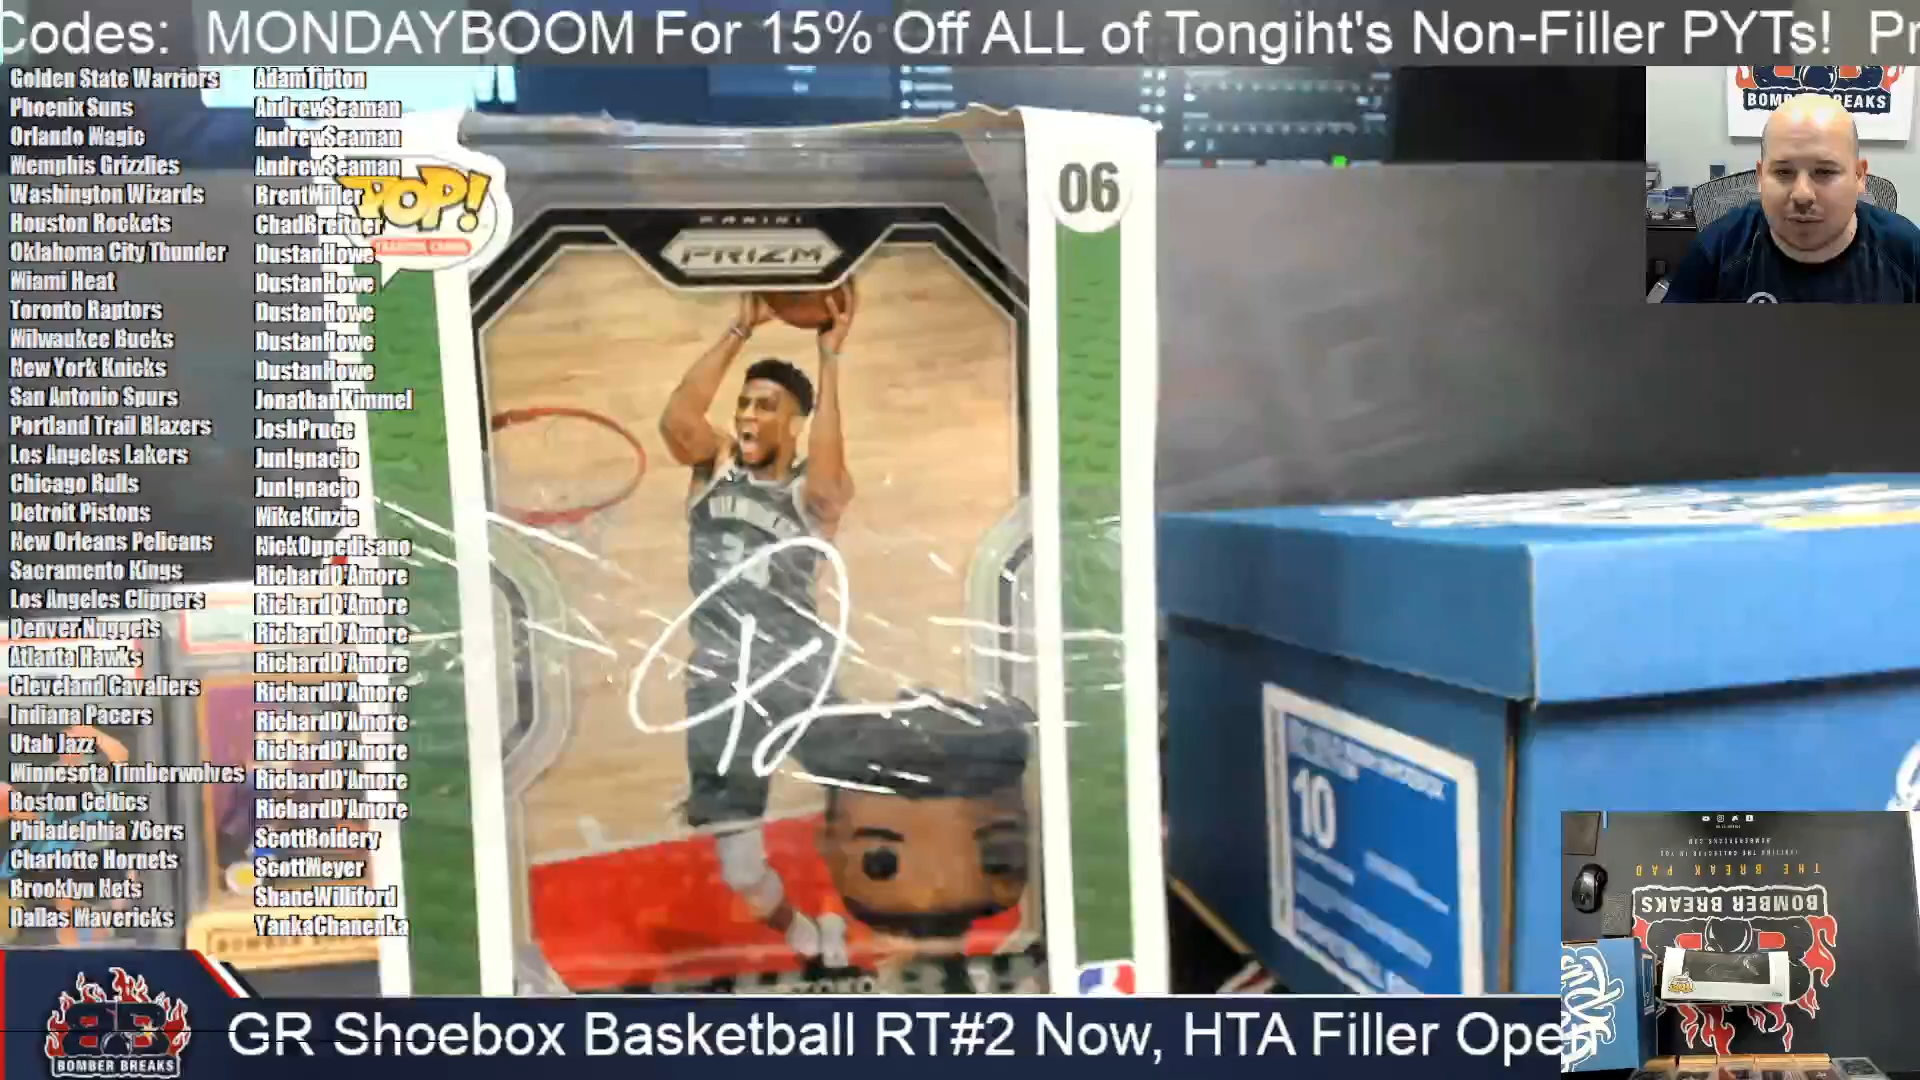 Codes: MONDAYBOOM For 15% Off ALL of Tongiht's Non-Filler PYTs! Pr
Golden State Warriors AdamTipton
Phoenix Suns AndrewSeaman
Orlando Magic AndrewSeaman
Memphis Grizzlies AndrewSeaman
Washington Wizards BrentMiller
Houston Rockets ChadBreitner
Oklahoma City Thunder DustanHowe
Miami Heat DustanHowe
Toronto Raptors DustanHowe
Milwaukee Bucks DustanHowe
New York Knicks DustanHowe
San Antonio Spurs JonathanKimmel
Portland Trail Blazers JoshPruce
Los Angeles Lakers JunIgnacio
Chicago Bulls JunIgnacio
Detroit Pistons MikeKinzie
New Orleans Pelicans NickOppedisano
Sacramento Kings RichardD'Amore
Los Angeles Clippers RichardD'Amore
Denver Nuggets RichardD'Amore
Atlanta Hawks RichardD'Amore
Cleveland Cavaliers RichardD'Amore
Indiana Pacers RichardD'Amore
Utah Jazz RichardD'Amore
Minnesota Timberwolves RichardD'Amore
Boston Celtics RichardD'Amore
Philadelphia 76ers ScottBoldery
Charlotte Hornets ScottMeyer
Brooklyn Nets ShaneWilliford
Dallas Mavericks YankaChanenka
POP!
TRADING CARDS
PANINI
PRIZM
06
10
BOMBER BREAKS
THE BREAK PAD
BOMBER BREAKS
BOMBER BREAKS
GR Shoebox Basketball RT#2 Now, HTA Filler Ope